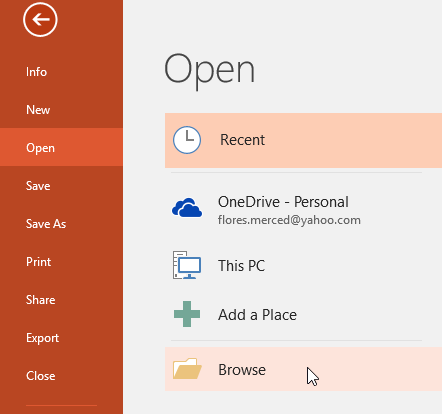 Info
New
Open
Save
Save As
Print
Share
Export
Close
Open
Recent
OneDrive - Personal
flores.merced@yahoo.com
This PC
Add a Place
Browse